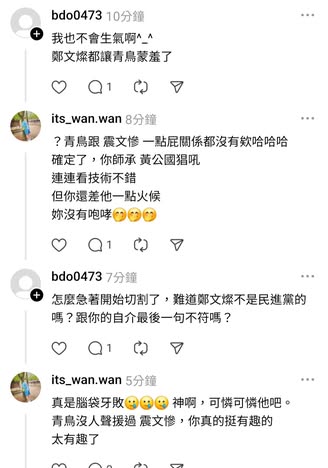 bdo0473 10分鐘
我也不會生氣啊^_^
鄭文燦都讓青鳥蒙羞了
1
its_wan.wan 8分鐘
？青鳥跟 震文慘 一點屁關係都沒有欸哈哈哈
確定了，你師承 黃公國猖吼
連連看技術不錯
但你還差他一點火候
妳沒有咆哮🤭🤭🤭
1
bdo0473 7分鐘
怎麼急著開始切割了，難道鄭文燦不是民進黨的
嗎？跟你的自介最後一句不符嗎？
1
its_wan.wan 5分鐘
真是腦袋牙敗🥲🥲🥲 神啊，可憐可憐他吧。
青鳥沒人聲援過 震文慘，你真的挺有趣的
太有趣了